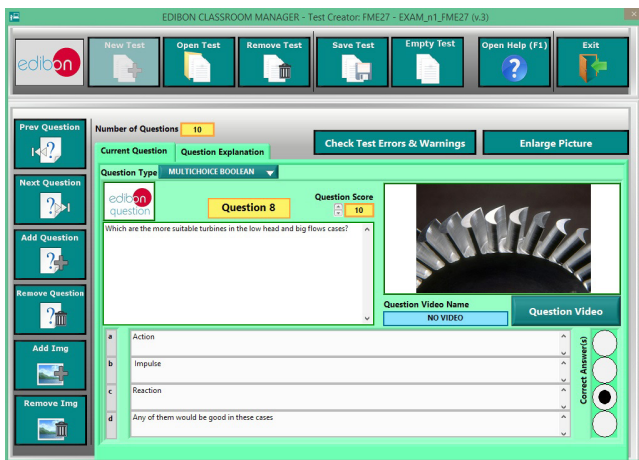 EDIBON CLASSROOM MANAGER - Test Creator: FME27 - EXAM_n1_FME27 (v.3)
edibon
New Test
Open Test
Remove Test
Save Test
Empty Test
Open Help (F1)
Exit
Prev Question
Next Question
Add Question
Remove Question
Add Img
Remove Img
Number of Questions 10
Current Question Question Explanation
Check Test Errors & Warnings
Enlarge Picture
Question Type MULTICHOICE BOOLEAN
edibon
question
Question 8
Question Score
10
Which are the more suitable turbines in the low head and big flows cases?
Question Video Name
NO VIDEO
Question Video
a Action
b Impulse
c Reaction
d Any of them would be good in these cases
Correct Answer(s)